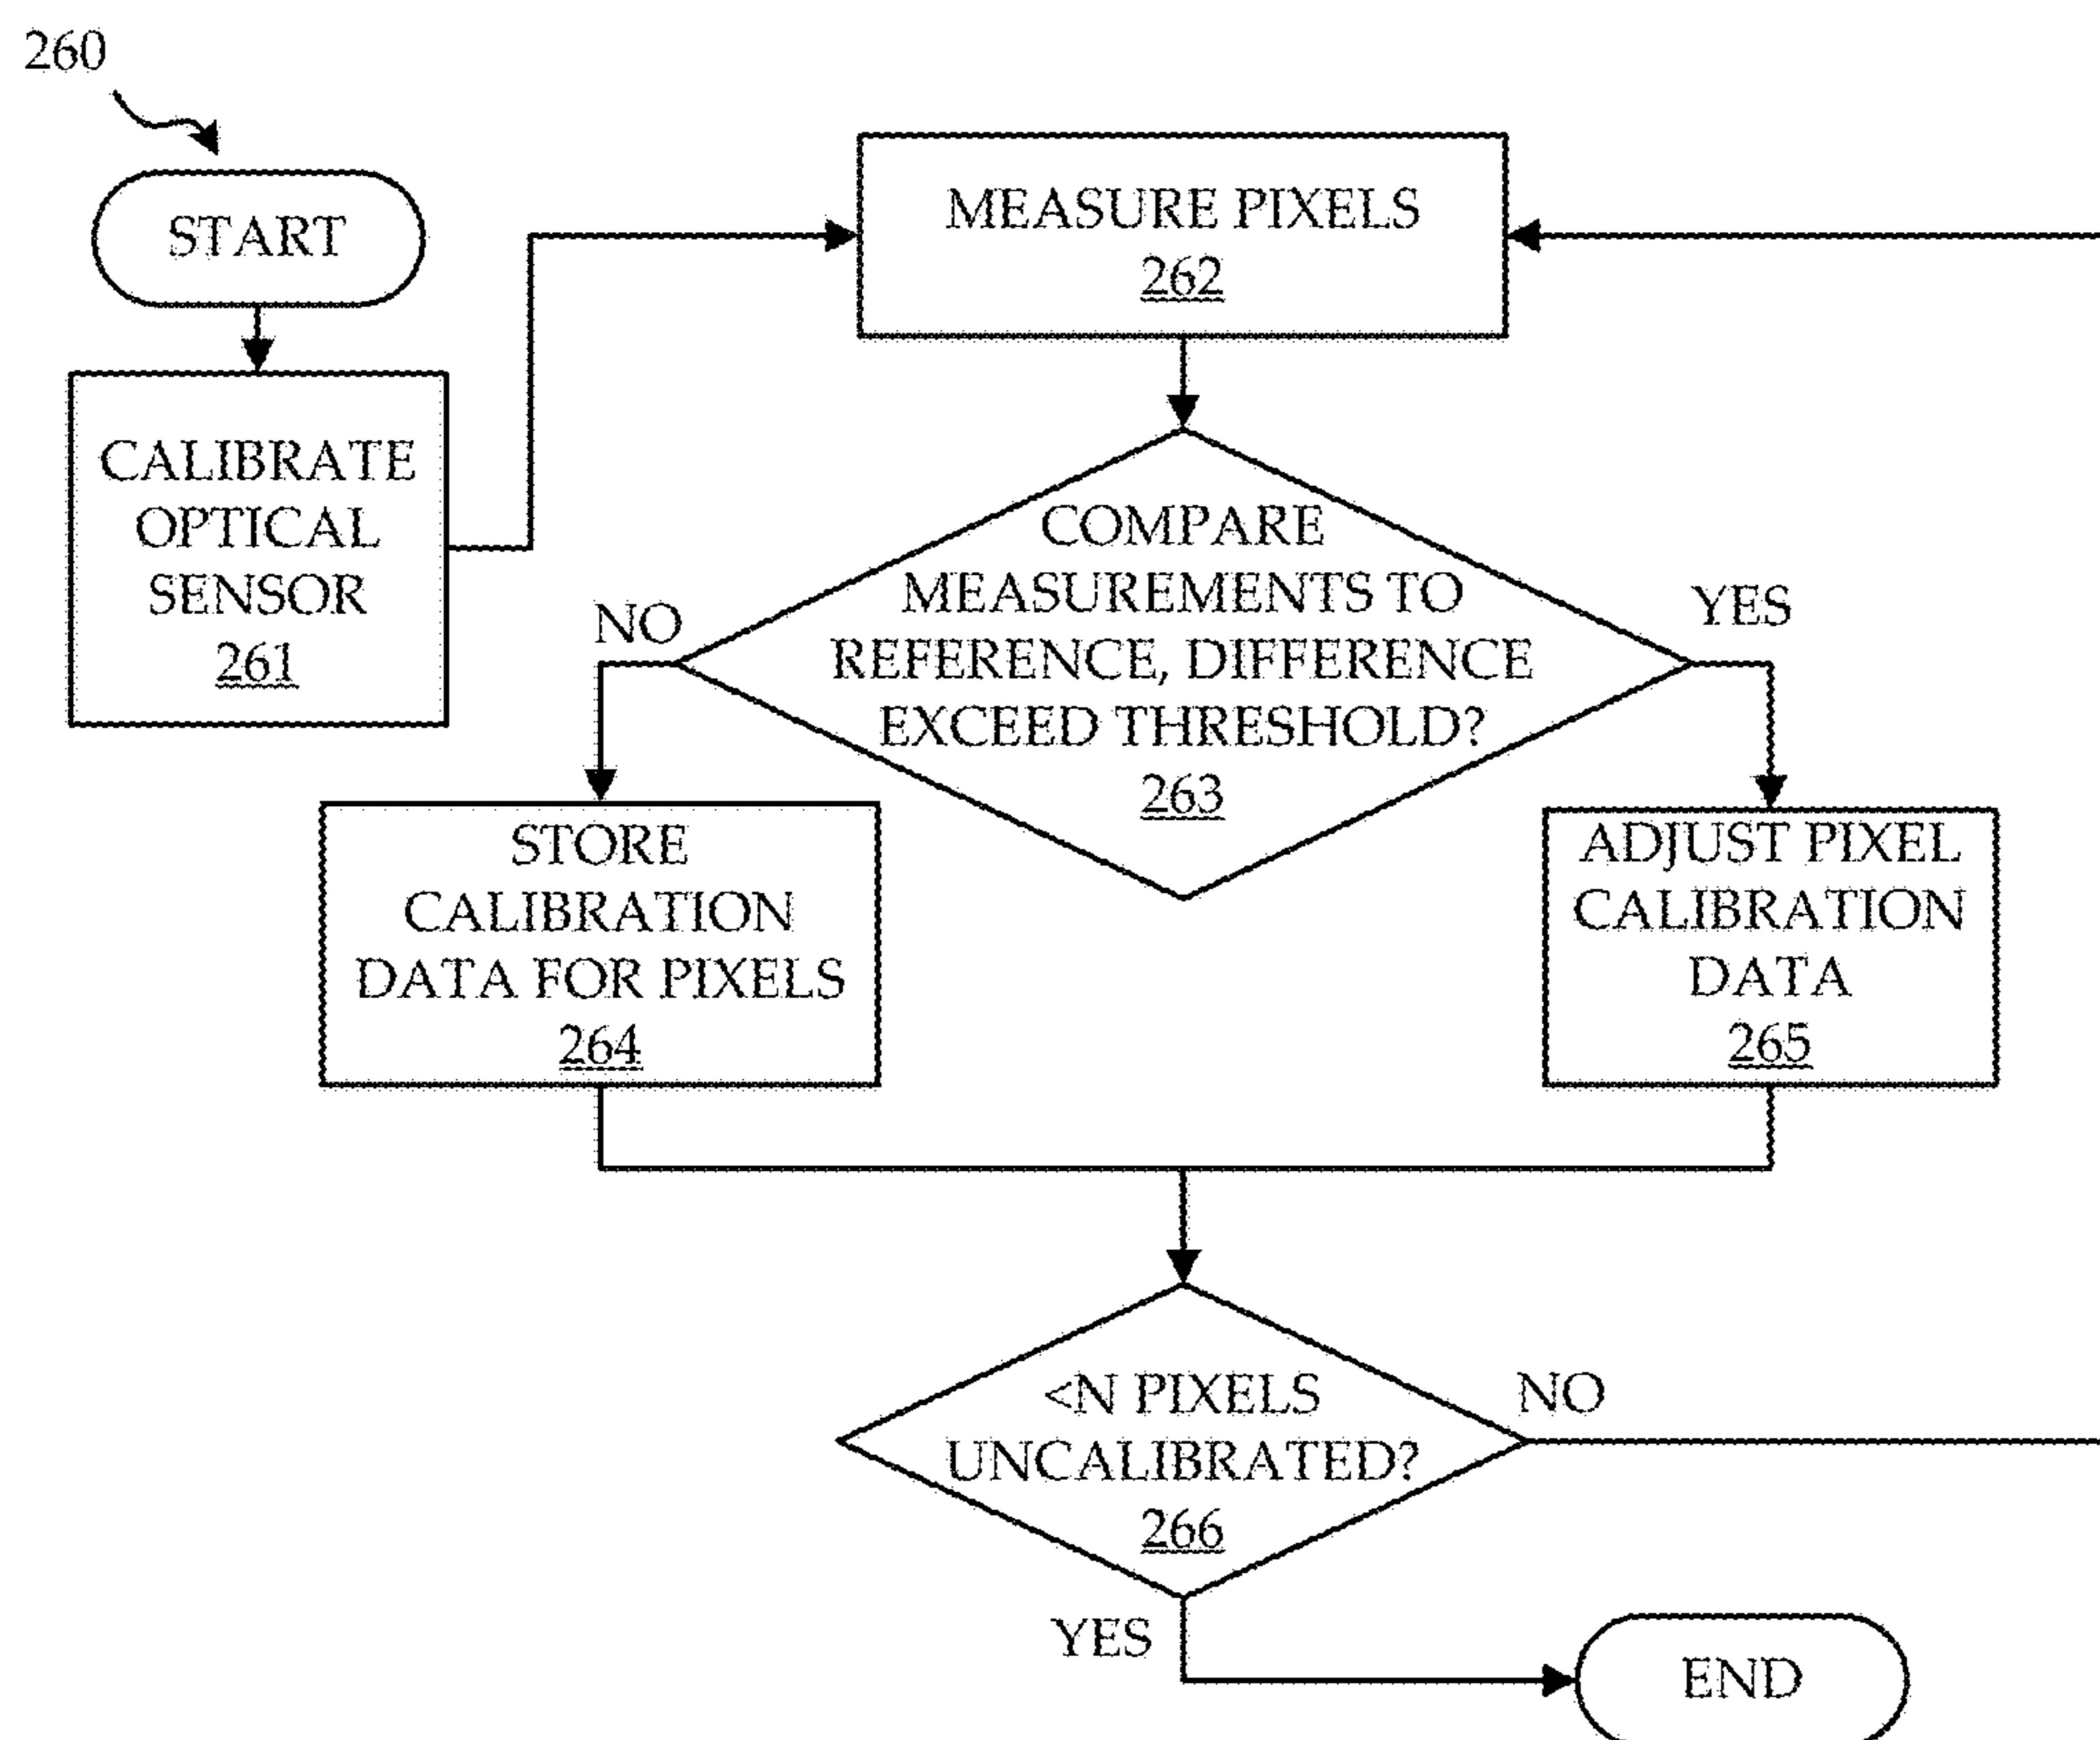 260
START
CALIBRATE
OPTICAL
SENSOR
261
MEASURE PIXELS
262
COMPARE
MEASUREMENTS TO
REFERENCE, DIFFERENCE
EXCEED THRESHOLD?
263
NO
YES
STORE
CALIBRATION
DATA FOR PIXELS
264
ADJUST PIXEL
CALIBRATION
DATA
265
<N PIXELS
UNCALIBRATED?
266
NO
YES
END